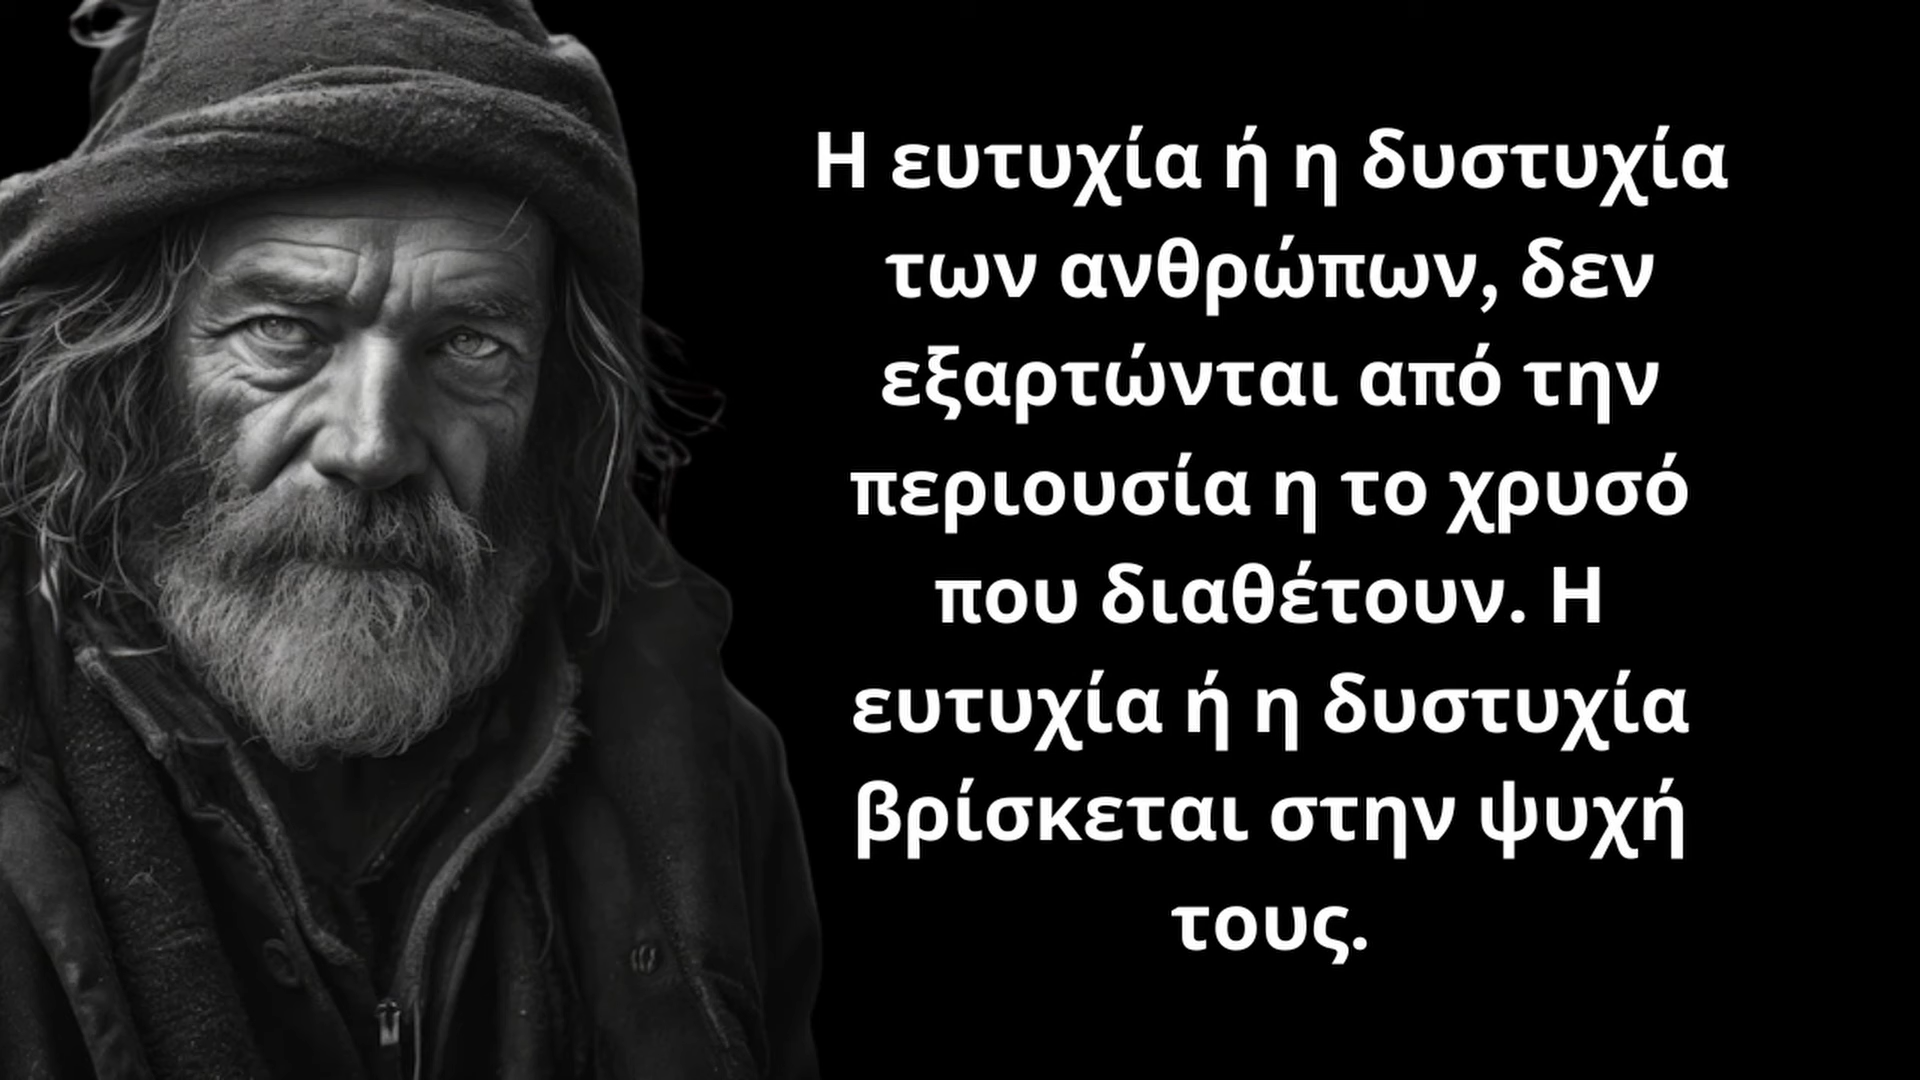 Η ευτυχία ή η δυστυχία
των ανθρώπων, δεν
εξαρτώνται από την
περιουσία η το χρυσό
που διαθέτουν. Η
ευτυχία ή η δυστυχία
βρίσκεται στην ψυχή
τους.